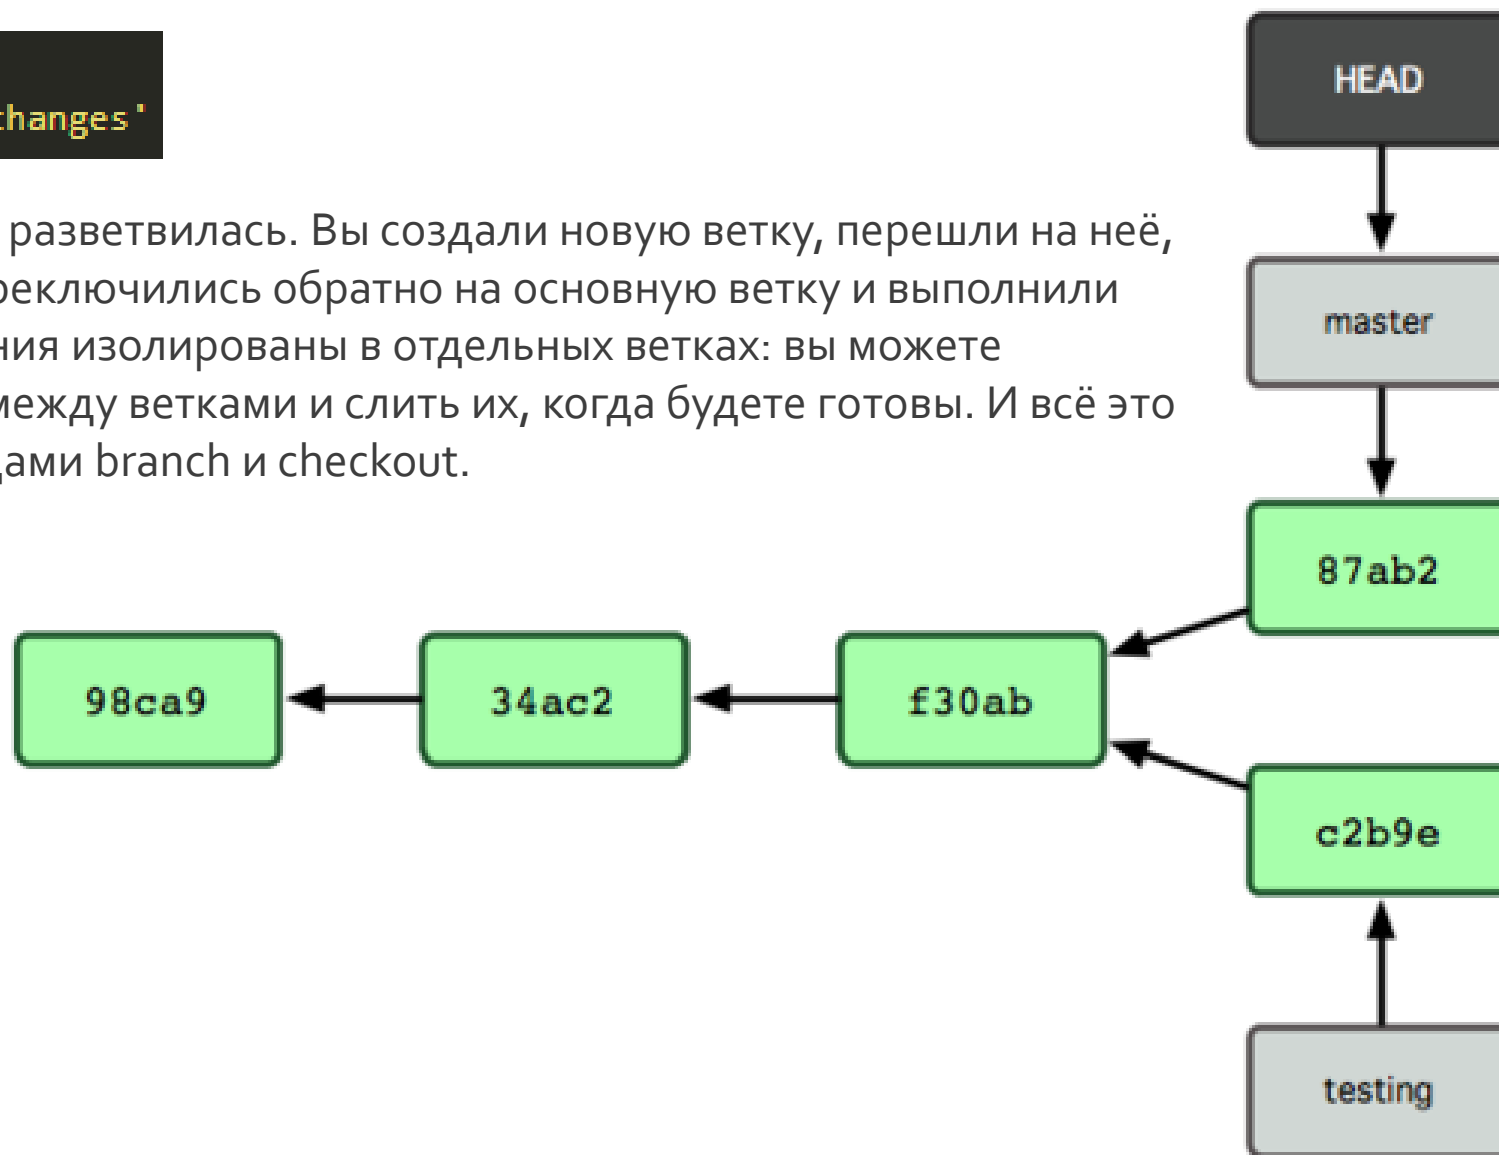 changes'
HEAD
разветвилась. Вы создали новую ветку, перешли на неё,
реключились обратно на основную ветку и выполнили
master
ния изолированы в отдельных ветках: вы можете
между ветками и слить их, когда будете готовы. И всё это
дами branch и checkout.
87ab2
98ca9
34ac2
f30ab
c2b9e
testing